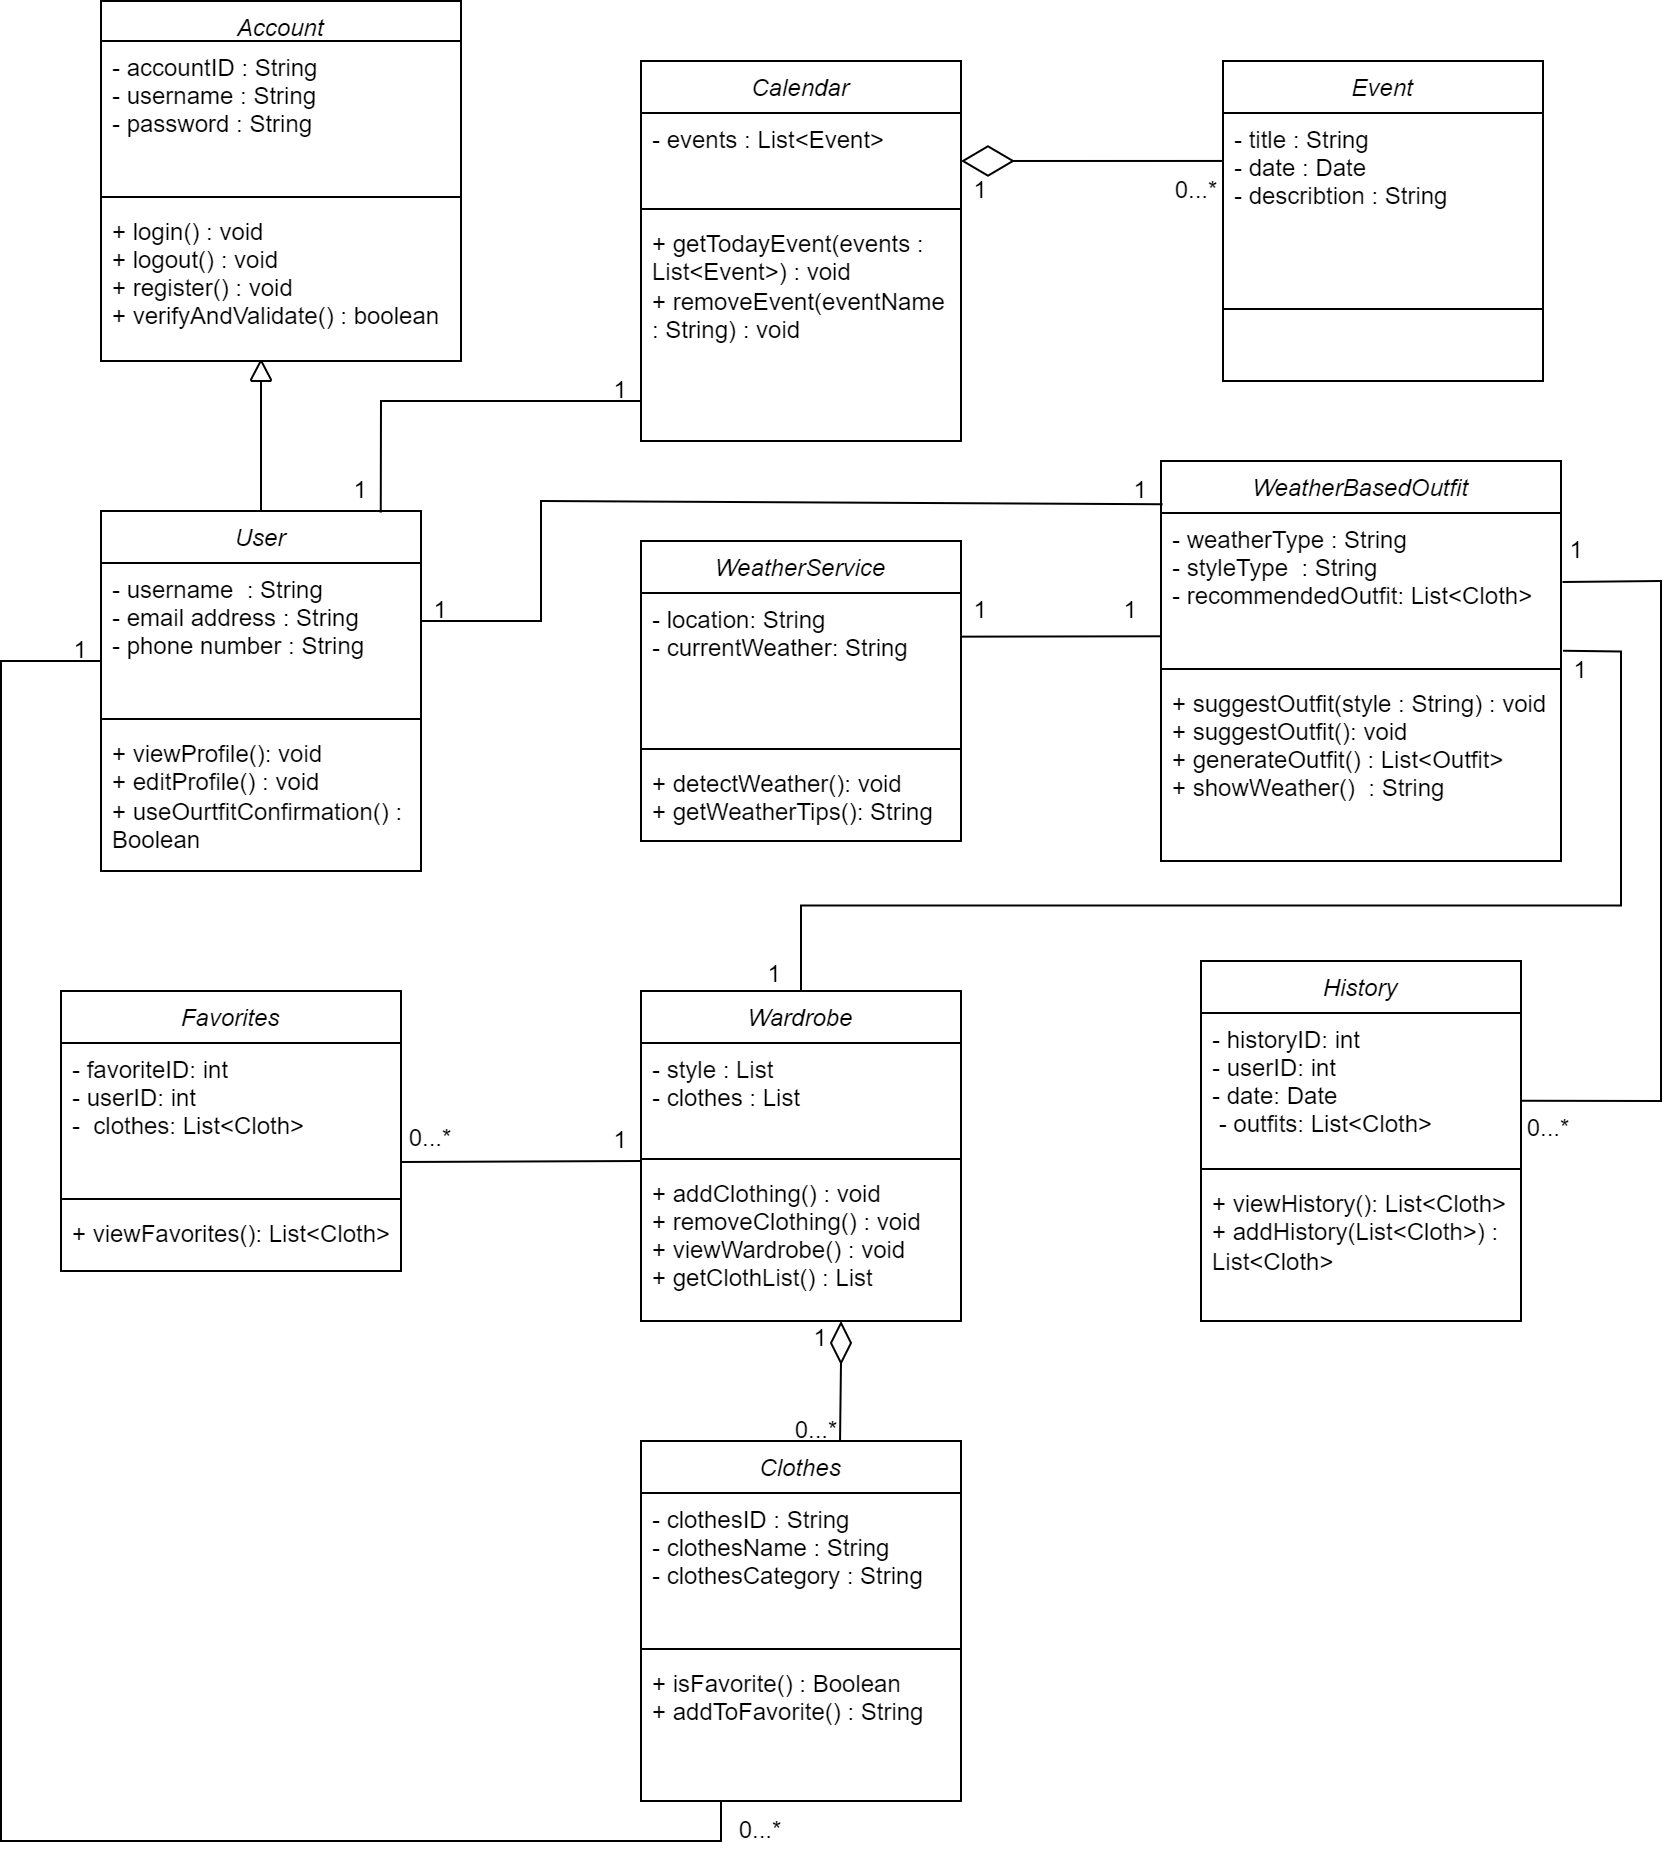 Account
- accountID : String
- username : String
- password : String
+ login() : void
+ logout() : void
+ register() : void
+ verifyAndValidate() : boolean
Calendar
- events : List<Event>
+ getTodayEvent(events :
List<Event>) : void
+ removeEvent(eventName
: String) : void
1
0...*
Event
- title : String
- date : Date
- describtion : String
1
1
User
- username  : String
- email address : String
- phone number : String
+ viewProfile(): void
+ editProfile() : void
+ useOurtfitConfirmation() :
Boolean
1
1
1
WeatherService
- location: String
- currentWeather: String
+ detectWeather(): void
+ getWeatherTips(): String
1
1
WeatherBasedOutfit
- weatherType : String
- styleType  : String
- recommendedOutfit: List<Cloth>
+ suggestOutfit(style : String) : void
+ suggestOutfit(): void
+ generateOutfit() : List<Outfit>
+ showWeather()  : String
1
1
1
Favorites
- favoriteID: int
- userID: int
-  clothes: List<Cloth>
+ viewFavorites(): List<Cloth>
0...*
1
Wardrobe
- style : List
- clothes : List
+ addClothing() : void
+ removeClothing() : void
+ viewWardrobe() : void
+ getClothList() : List
History
- historyID: int
- userID: int
- date: Date
- outfits: List<Cloth>
+ viewHistory(): List<Cloth>
+ addHistory(List<Cloth>) :
List<Cloth>
0...*
1
0...*
Clothes
- clothesID : String
- clothesName : String
- clothesCategory : String
+ isFavorite() : Boolean
+ addToFavorite() : String
0...*